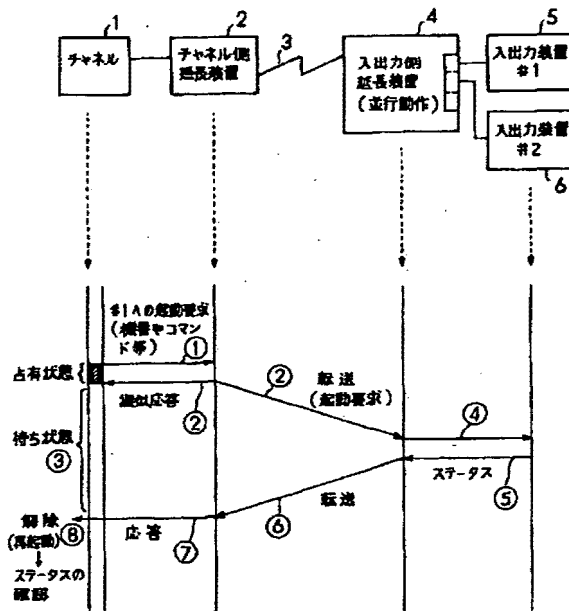 1
2
3
4
5
チャネル
チャネル側
延長装置
入出力側
延長装置
(並行動作)
入出力装置
#1
入出力装置
#2
6
#1への起動要求
(機番やコマン
ド等)
①
占有状態
擬似応答
②
②
転送
(起動要求)
④
待ち状態
③
ステータス
⑤
転送
⑥
解除
⑧
(再起動)
応答
⑦
ステータスの
確認